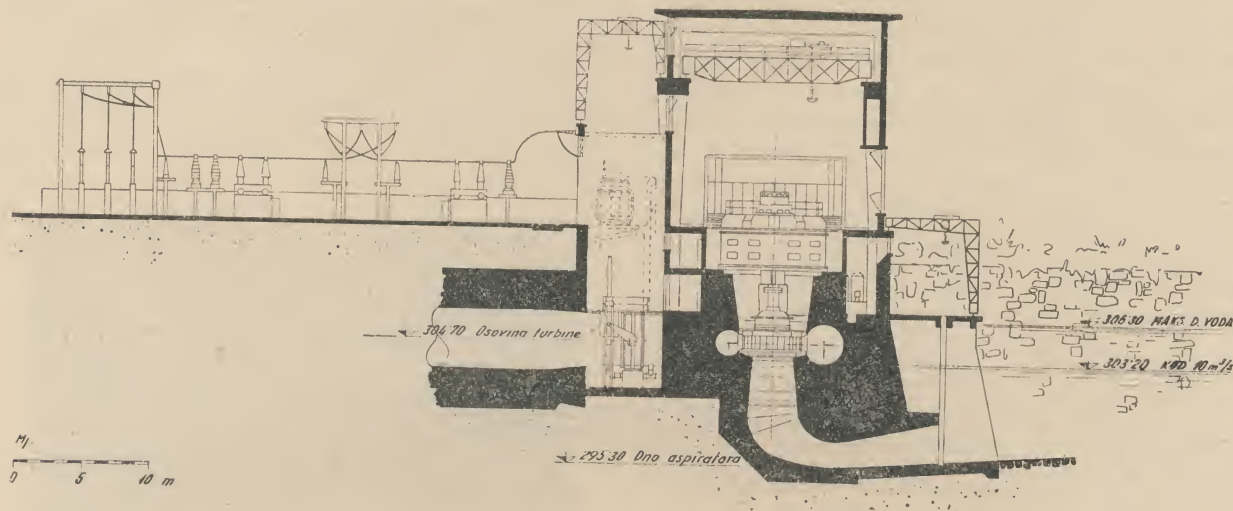 304·70 Osovina turbine
306·30 MAKS. D. VODA
303·20 KOD 10 m³/s
295·30 Dno aspiratora
Mj.
0 5 10 m